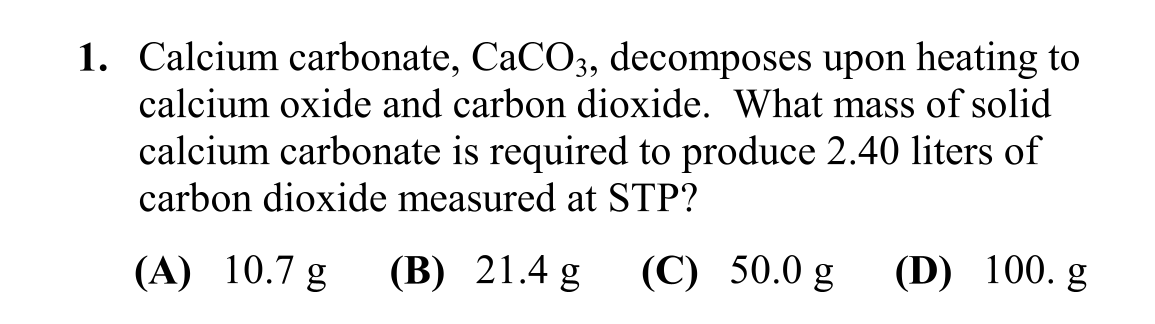 1. Calcium carbonate, CaCO₃, decomposes upon heating to
calcium oxide and carbon dioxide. What mass of solid
calcium carbonate is required to produce 2.40 liters of
carbon dioxide measured at STP?
(A) 10.7 g (B) 21.4 g (C) 50.0 g (D) 100. g